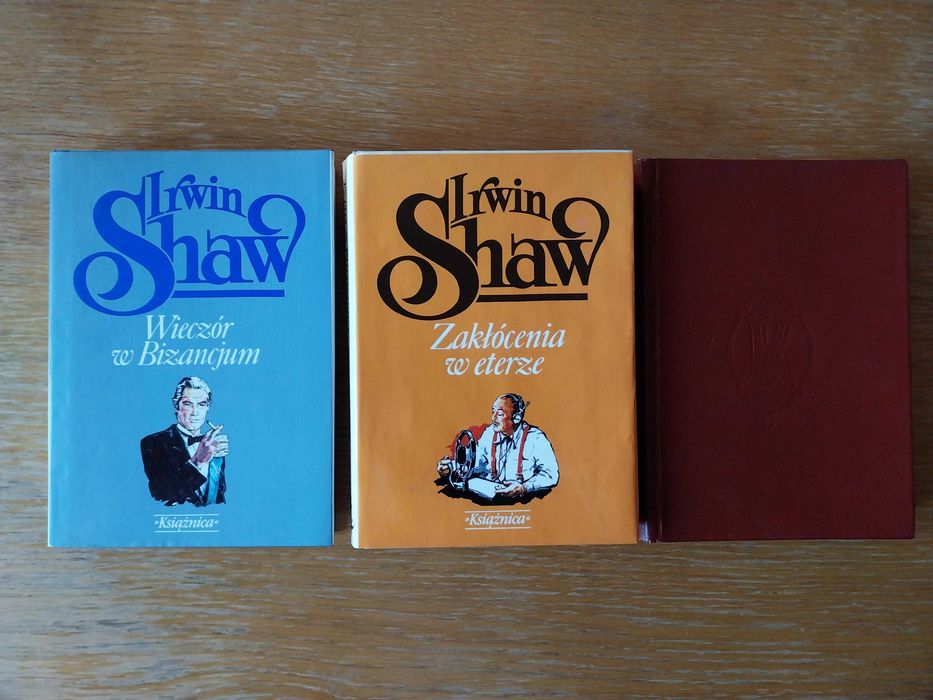 Irwin
Shaw
Wieczór
w Bizancjum
»Książnica«
Irwin
Shaw
Zakłócenia
w eterze
»Książnica«